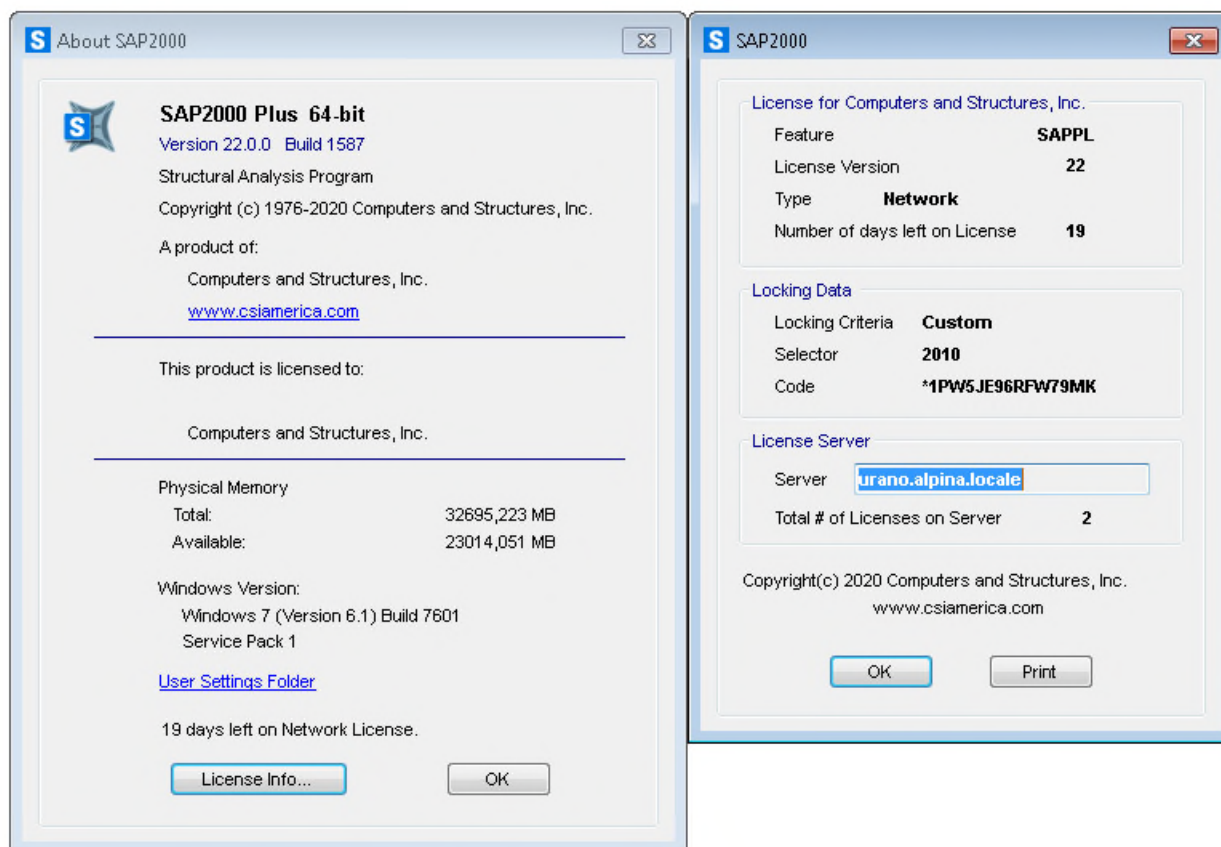 About SAP2000
SAP2000 Plus 64-bit
Version 22.0.0 Build 1587
Structural Analysis Program
Copyright (c) 1976-2020 Computers and Structures, Inc.
A product of:
Computers and Structures, Inc.
www.csiamerica.com
This product is licensed to:
Computers and Structures, Inc.
Physical Memory
Total: 32695,223 MB
Available: 23014,051 MB
Windows Version:
Windows 7 (Version 6.1) Build 7601
Service Pack 1
User Settings Folder
19 days left on Network License.
License Info...
OK
SAP2000
License for Computers and Structures, Inc.
Feature SAPPL
License Version 22
Type Network
Number of days left on License 19
Locking Data
Locking Criteria Custom
Selector 2010
Code *1PW5JE96RFW79MK
License Server
Server urano.alpina.locale
Total # of Licenses on Server 2
Copyright(c) 2020 Computers and Structures, Inc.
www.csiamerica.com
OK Print